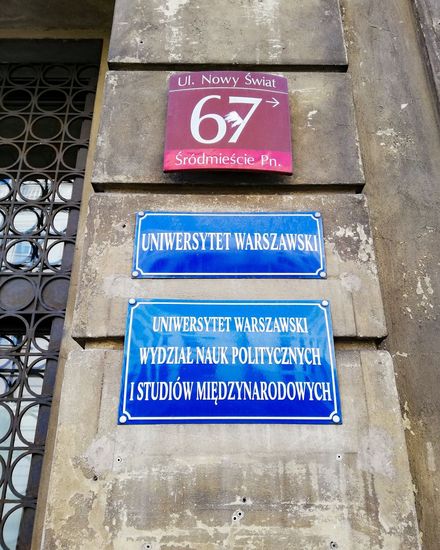 Ul. Nowy Świat
67→
Śródmieście Pn.
UNIWERSYTET WARSZAWSKI
UNIWERSYTET WARSZAWSKI
WYDZIAŁ NAUK POLITYCZNYCH
I STUDIÓW MIĘDZYNARODOWYCH